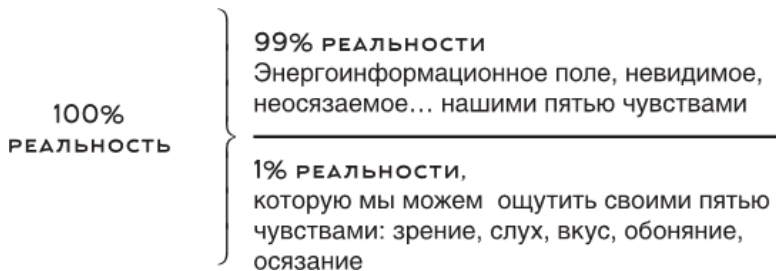 100%
РЕАЛЬНОСТЬ
99% РЕАЛЬНОСТИ
Энергоинформационное поле, невидимое,
неосязаемое... нашими пятью чувствами
1% РЕАЛЬНОСТИ,
которую мы можем ощутить своими пятью
чувствами: зрение, слух, вкус, обоняние,
осязание